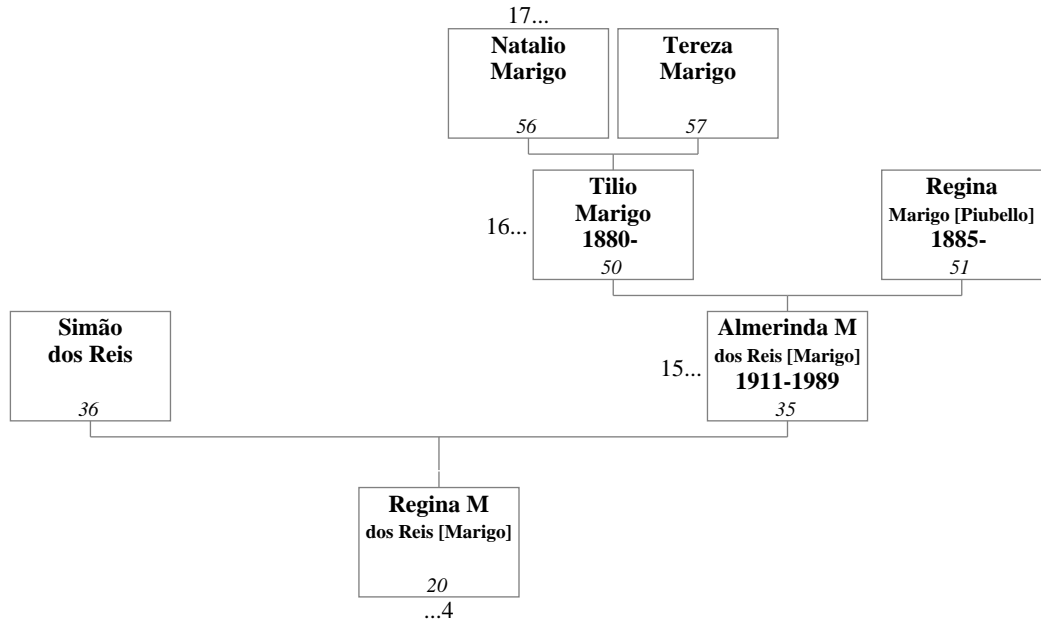 17...
Natalio
Marigo
56
Tereza
Marigo
57
16...
Tilio
Marigo
1880-
50
Regina
Marigo [Piubello]
1885-
51
Simão
dos Reis
36
15...
Almerinda M
dos Reis [Marigo]
1911-1989
35
Regina M
dos Reis [Marigo]
20
...4